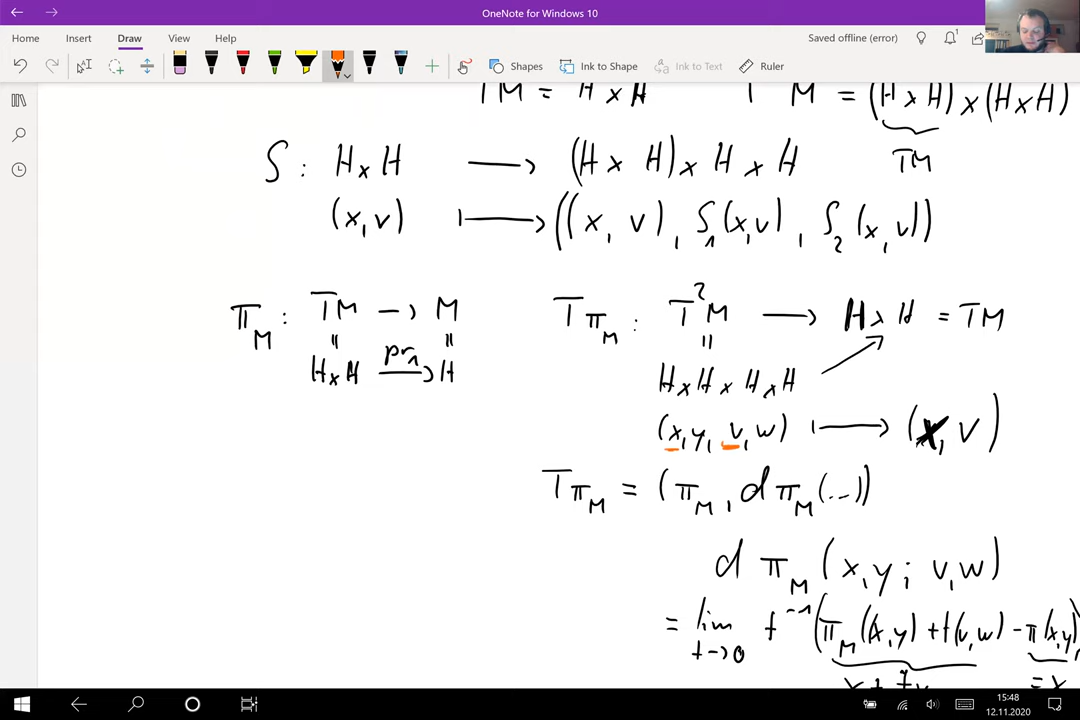 OneNote for Windows 10
Home Insert Draw View Help Saved offline (error)
Shapes Ink to Shape Ink to Text Ruler
TM = H x H T M = (H x H) x (H x H)
TM
S : H x H ⟶ (H x H) x H x H
(x, v) ⟼ ((x, v), S₁(x,v), S₂(x,v))
π_M : TM → M
‖ ‖
H x H pr₁ ⟶ H
Tπ_M : T²M ⟶ H x H = TM
‖
H x H x H x H
(x, y, v, w) ⟼ (x, v)
Tπ_M = (π_M, dπ_M(...))
d π_M (x, y; v, w)
= lim t→0 t⁻¹ (π_M((x,y) + t(v,w)) - π(x,y)
x + tv = x
15:48
12.11.2020